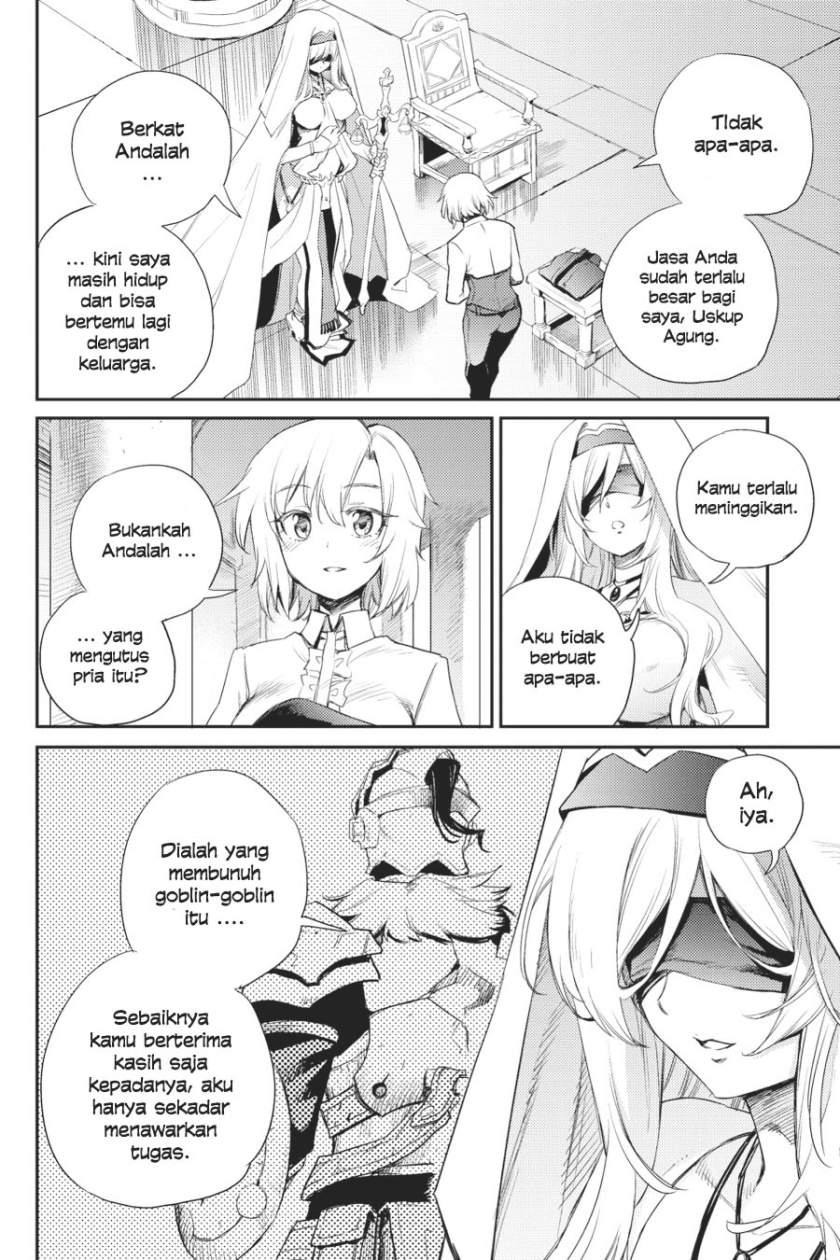 Tidak
apa-apa.
Jasa Anda
sudah terlalu
besar bagi
saya, Uskup
Agung.
Berkat
Andalah
...
... kini saya
masih hidup
dan bisa
bertemu lagi
dengan
keluarga.
Kamu terlalu
meninggikan.
Aku tidak
berbuat
apa-apa.
Bukankah
Andalah ...
... yang
mengutus
pria itu?
Ah,
iya.
Dialah yang
membunuh
goblin-goblin
itu ....
Sebaiknya
kamu berterima
kasih saja
kepadanya, aku
hanya sekadar
menawarkan
tugas.